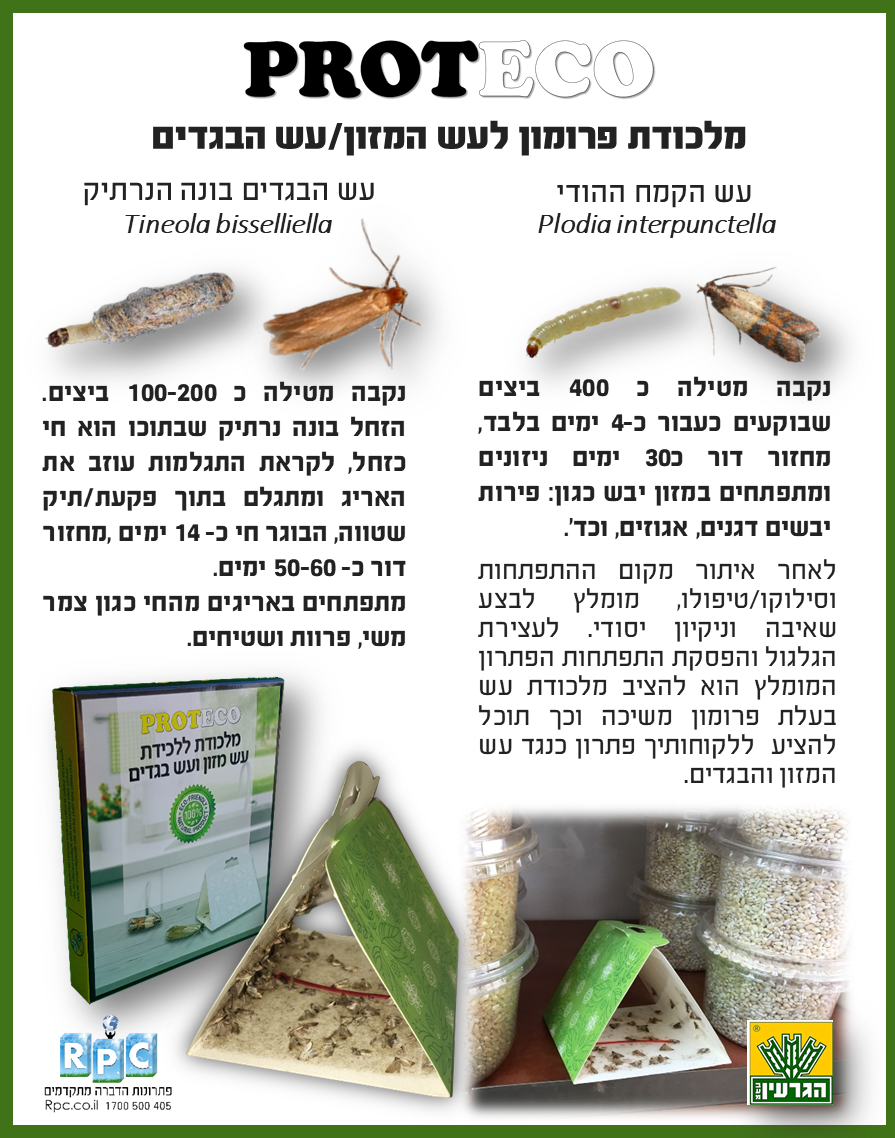 PROTECO
מלכודת פרומון לעש המזון/עש הבגדים
עש הקמח ההודי
Plodia interpunctella
נקבה מטילה כ 400 ביצים
שבוקעים כעבור כ-4 ימים בלבד,
מחזור דור כ30 ימים ניזונים
ומתפתחים במזון יבש כגון: פירות
יבשים דגנים, אגוזים, וכד'.
לאחר איתור מקום ההתפתחות
וסילוקו/טיפולו, מומלץ לבצע
שאיבה וניקיון יסודי. לעצירת
הגלגול והפסקת התפתחות הפתרון
המומלץ הוא להציב מלכודת עש
בעלת פרומון משיכה וכך תוכל
להציע ללקוחותיך פתרון כנגד עש
המזון והבגדים.
עש הבגדים בונה הנרתיק
Tineola bisselliella
נקבה מטילה כ 100-200 ביצים.
הזחל בונה נרתיק שבתוכו הוא חי
כזחל, לקראת התגלמות עוזב את
האריג ומתגלם בתוך פקעת/תיק
שטווה, הבוגר חי כ- 14 ימים ,מחזור
דור כ- 50-60 ימים.
מתפתחים באריגים מהחי כגון צמר
משי, פרוות ושטיחים.
PROTECO
מלכודת ללכידת
עש מזון ועש בגדים
ECO-FRIENDLY
100%
NATURAL PRODUCT
RPC
פתרונות הדברה מתקדמים
Rpc.co.il 1700 500 405
®
הגרעין